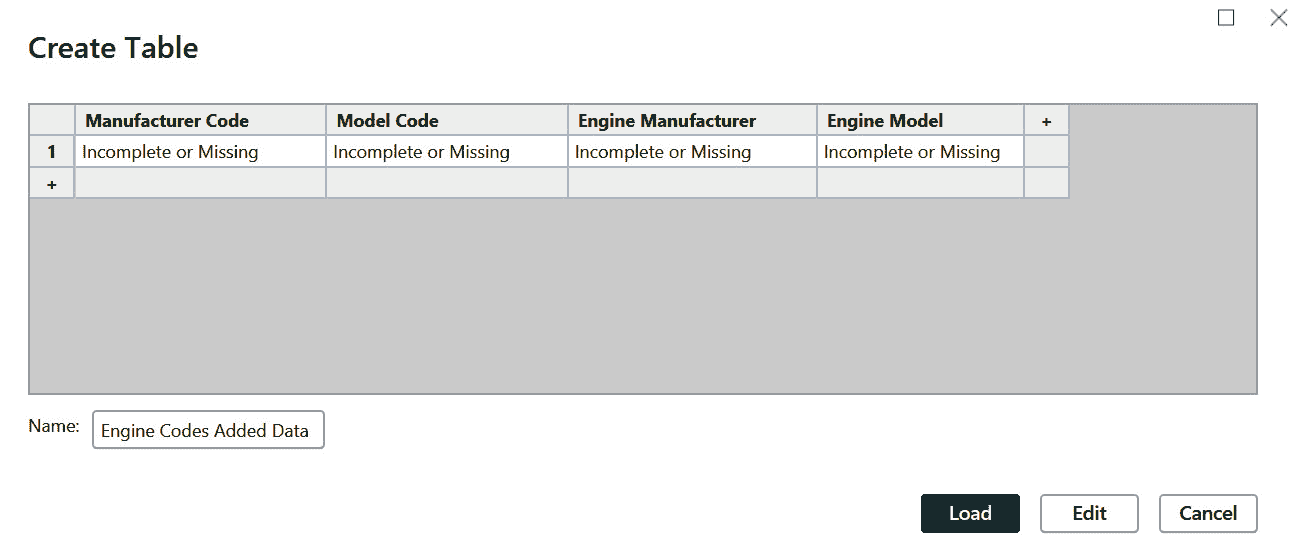 Create Table
Manufacturer Code Model Code Engine Manufacturer Engine Model +
1 Incomplete or Missing Incomplete or Missing Incomplete or Missing Incomplete or Missing
+
Name: Engine Codes Added Data
Load Edit Cancel